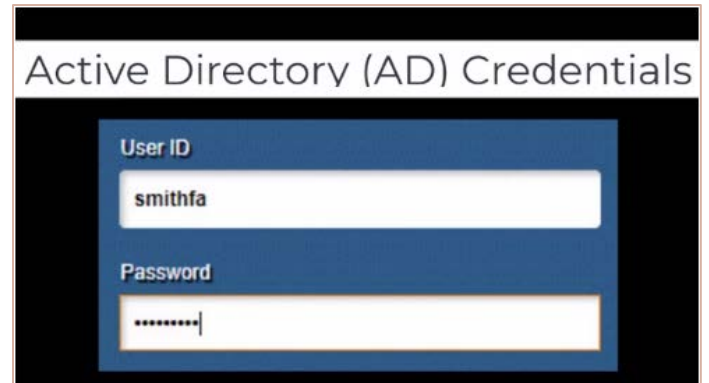 Active Directory (AD) Credentials
User ID
smithfa
Password
•••••••••